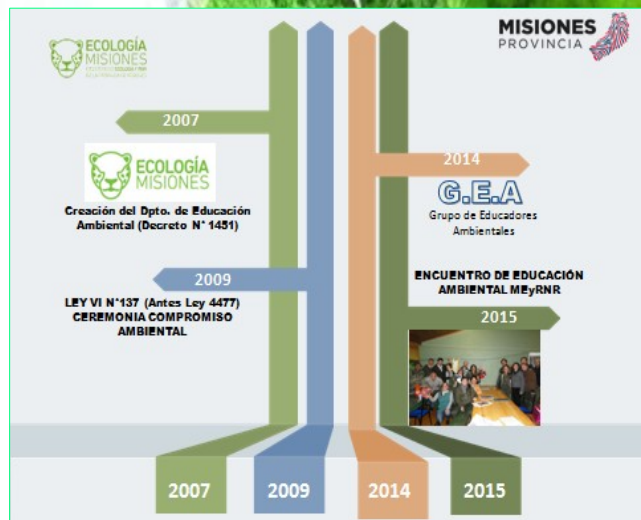 ECOLOGÍA
MISIONES
MISIONES
PROVINCIA
2007
ECOLOGÍA
MISIONES
Creación del Dpto. de Educación
Ambiental (Decreto N° 1451)
2014
G.E.A
Grupo de Educadores
Ambientales
2009
LEY VI N°137 (Antes Ley 4477)
CEREMONIA COMPROMISO
AMBIENTAL
ENCUENTRO DE EDUCACIÓN
AMBIENTAL MEyRNR
2015
2007
2009
2014
2015